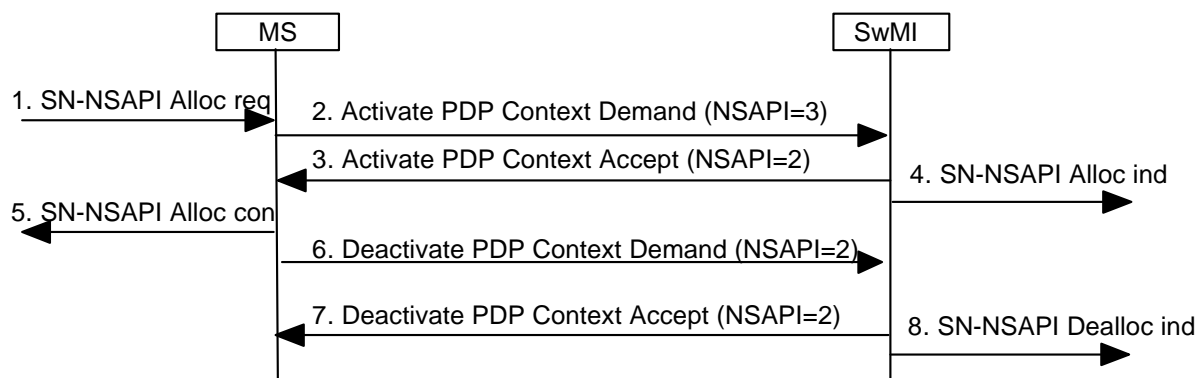 MS
SwMI
1. SN-NSAPI Alloc req
2. Activate PDP Context Demand (NSAPI=3)
3. Activate PDP Context Accept (NSAPI=2)
4. SN-NSAPI Alloc ind
5. SN-NSAPI Alloc con
6. Deactivate PDP Context Demand (NSAPI=2)
7. Deactivate PDP Context Accept (NSAPI=2)
8. SN-NSAPI Dealloc ind